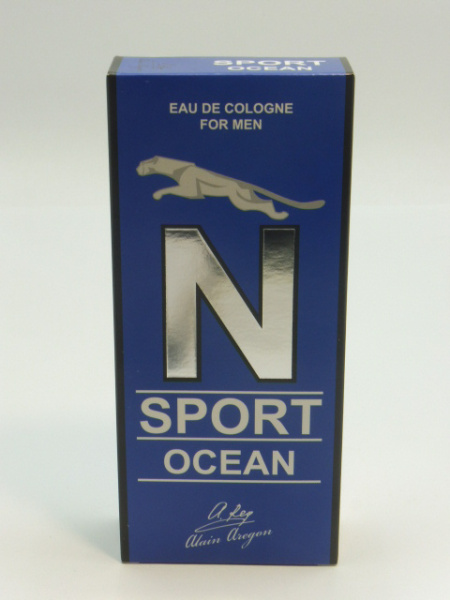 SPORT
OCEAN
EAU DE COLOGNE
FOR MEN
N
SPORT
OCEAN
Alain Aregon